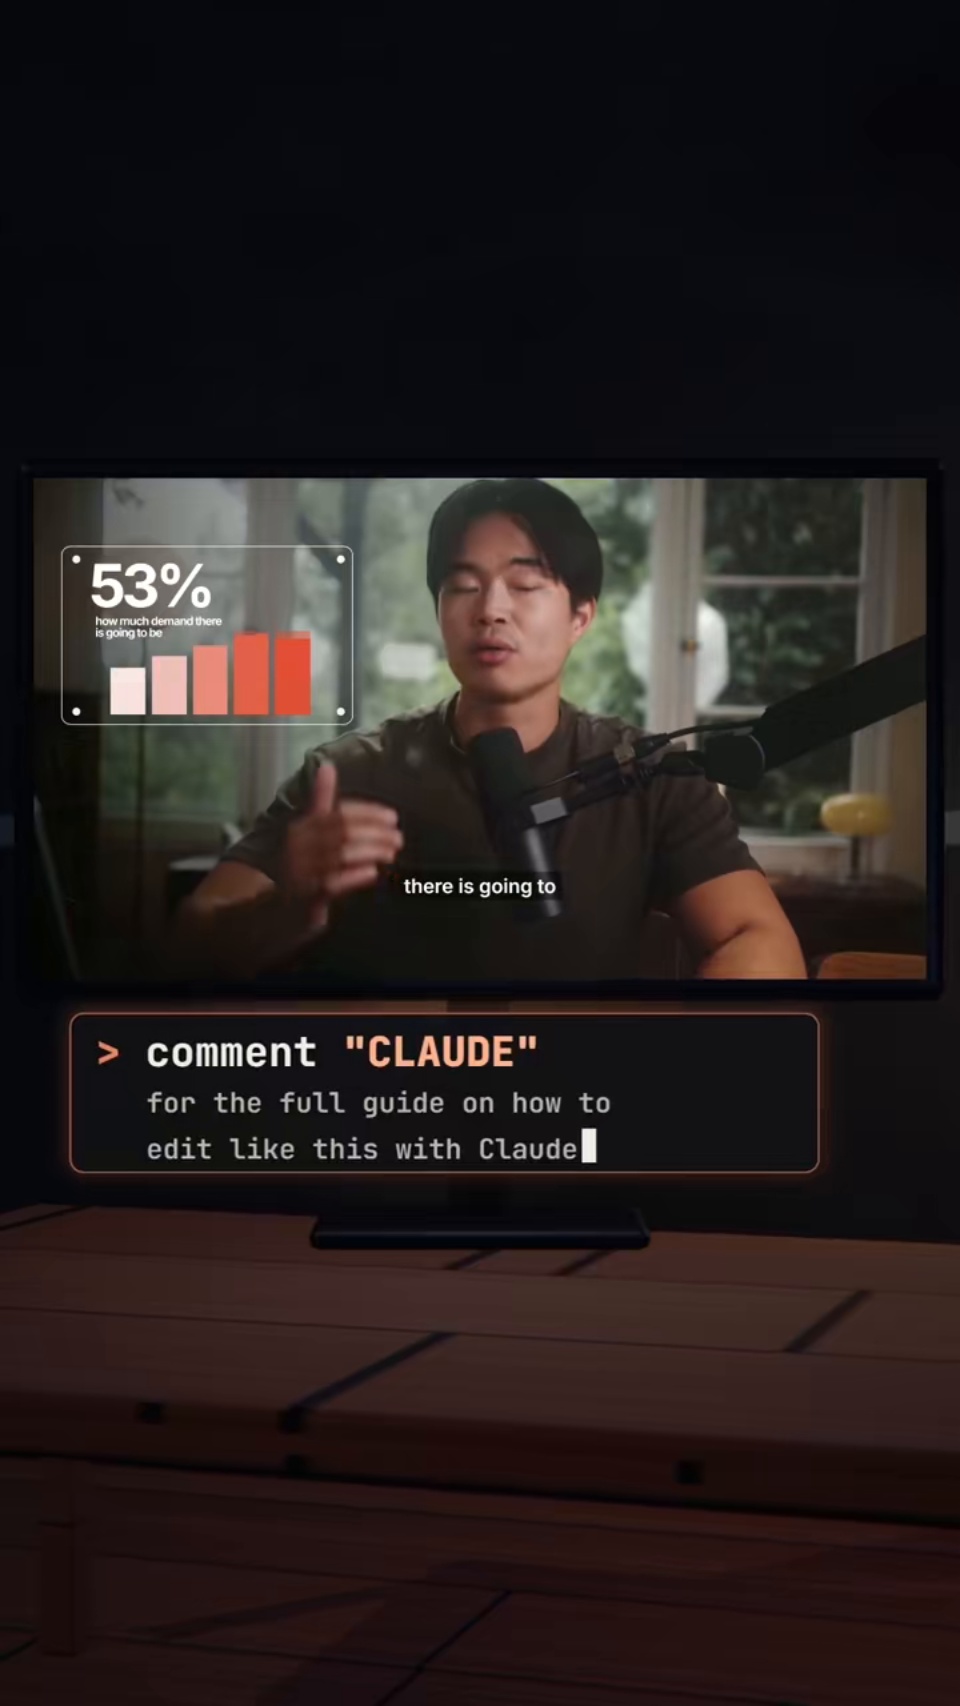 53%
how much demand there
is going to be
there is going to
> comment "CLAUDE"
for the full guide on how to
edit like this with Claude